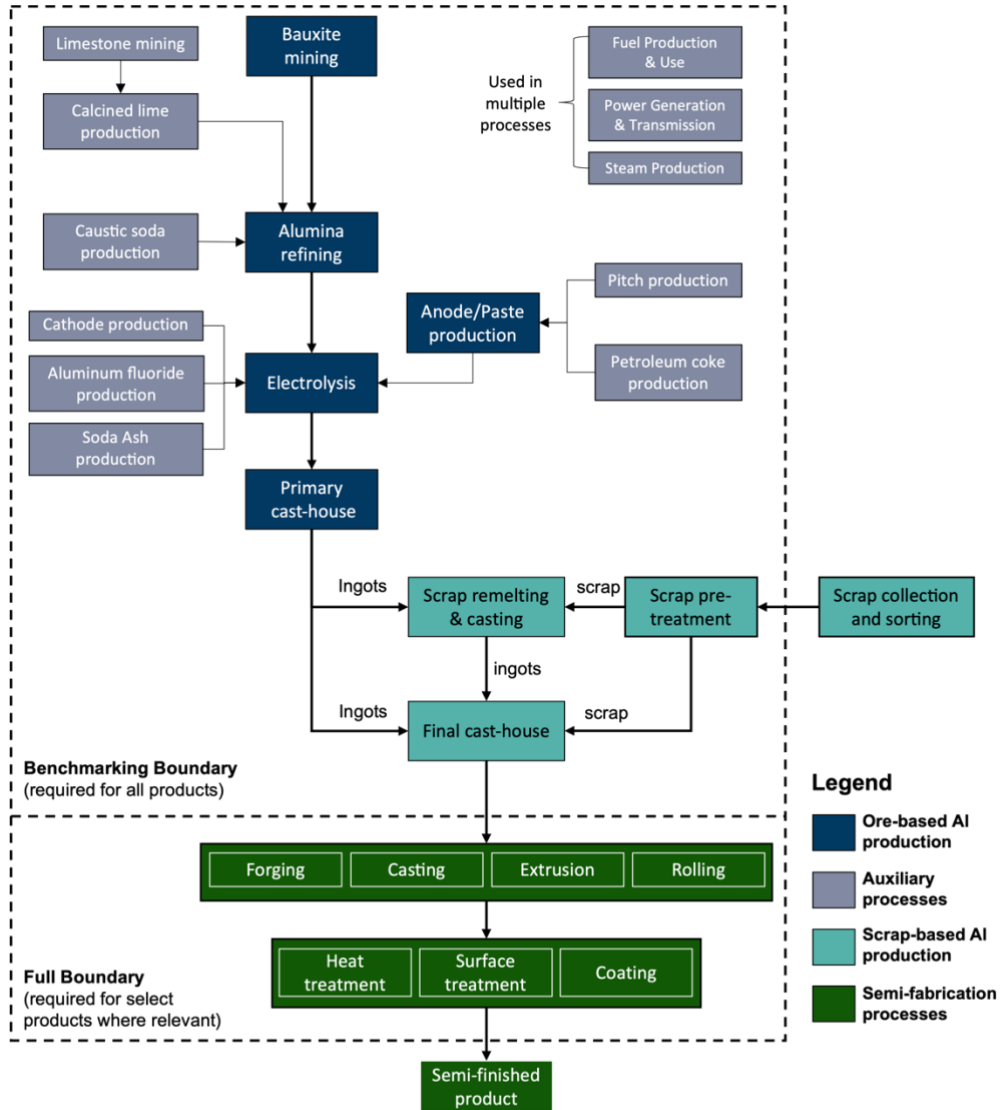 Limestone mining
Bauxite
mining
Fuel Production
& Use
Used in
multiple
processes
Calcined lime
production
Power Generation
& Transmission
Steam Production
Caustic soda
production
Alumina
refining
Pitch production
Anode/Paste
production
Cathode production
Aluminum fluoride
production
Electrolysis
Petroleum coke
production
Soda Ash
production
Primary
cast-house
Ingots
Scrap remelting
& casting
scrap
Scrap pre-
treatment
Scrap collection
and sorting
ingots
Ingots
Final cast-house
scrap
Benchmarking Boundary
(required for all products)
Legend
Ore-based Al
production
Auxiliary
processes
Scrap-based Al
production
Semi-fabrication
processes
Forging
Casting
Extrusion
Rolling
Heat
treatment
Surface
treatment
Coating
Full Boundary
(required for select
products where relevant)
Semi-finished
product